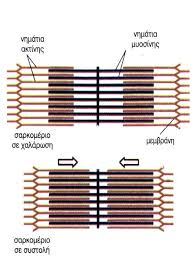 νημάτια
ακτίνης
νημάτια
μυοσίνης
σαρκομέριο
σε χαλάρωση
μεμβράνη
σαρκομέριο
σε συστολή